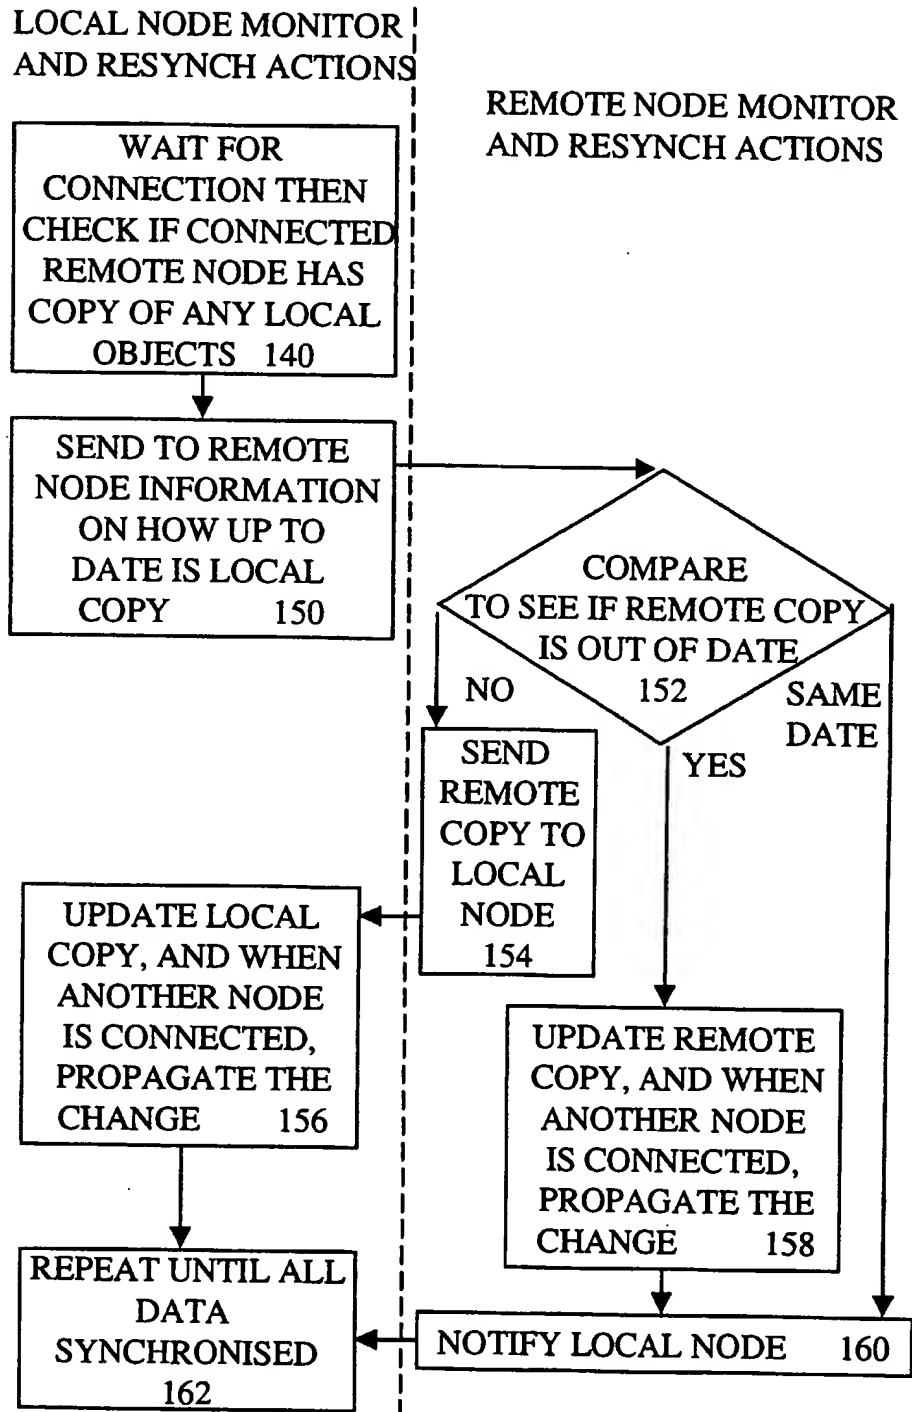 LOCAL NODE MONITOR
AND RESYNCH ACTIONS
REMOTE NODE MONITOR
AND RESYNCH ACTIONS
WAIT FOR
CONNECTION THEN
CHECK IF CONNECTED
REMOTE NODE HAS
COPY OF ANY LOCAL
OBJECTS 140
SEND TO REMOTE
NODE INFORMATION
ON HOW UP TO
DATE IS LOCAL
COPY 150
COMPARE
TO SEE IF REMOTE COPY
IS OUT OF DATE
152
NO
SAME
DATE
YES
SEND
REMOTE
COPY TO
LOCAL
NODE
154
UPDATE LOCAL
COPY, AND WHEN
ANOTHER NODE
IS CONNECTED,
PROPAGATE THE
CHANGE 156
UPDATE REMOTE
COPY, AND WHEN
ANOTHER NODE
IS CONNECTED,
PROPAGATE THE
CHANGE 158
REPEAT UNTIL ALL
DATA
SYNCHRONISED
162
NOTIFY LOCAL NODE 160